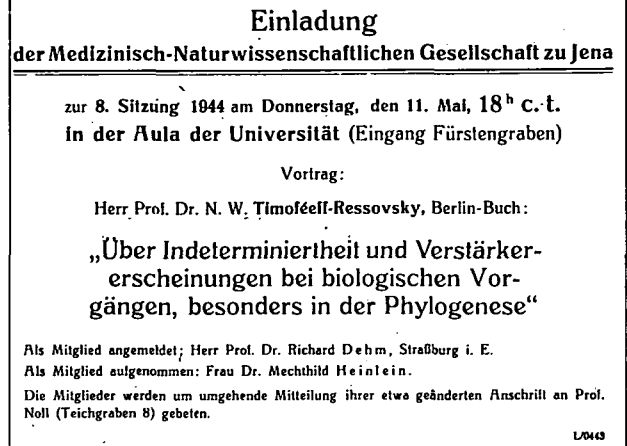 Einladung
der Medizinisch-Naturwissenschaftlichen Gesellschaft zu Jena
zur 8. Sitzung 1944 am Donnerstag, den 11. Mai, 18ʰ c. t.
in der Aula der Universität (Eingang Fürstengraben)
Vortrag:
Herr Prof. Dr. N. W. Timoféeff-Ressovsky, Berlin-Buch:
„Über Indeterminiertheit und Verstärker-
erscheinungen bei biologischen Vor-
gängen, besonders in der Phylogenese“
Als Mitglied angemeldet; Herr Prof. Dr. Richard Dehm, Straßburg i. E.
Als Mitglied aufgenommen: Frau Dr. Mechthild Heinlein.
Die Mitglieder werden um umgehende Mitteilung ihrer etwa geänderten Anschrift an Prof.
Noll (Teichgraben 8) gebeten.
L/0443